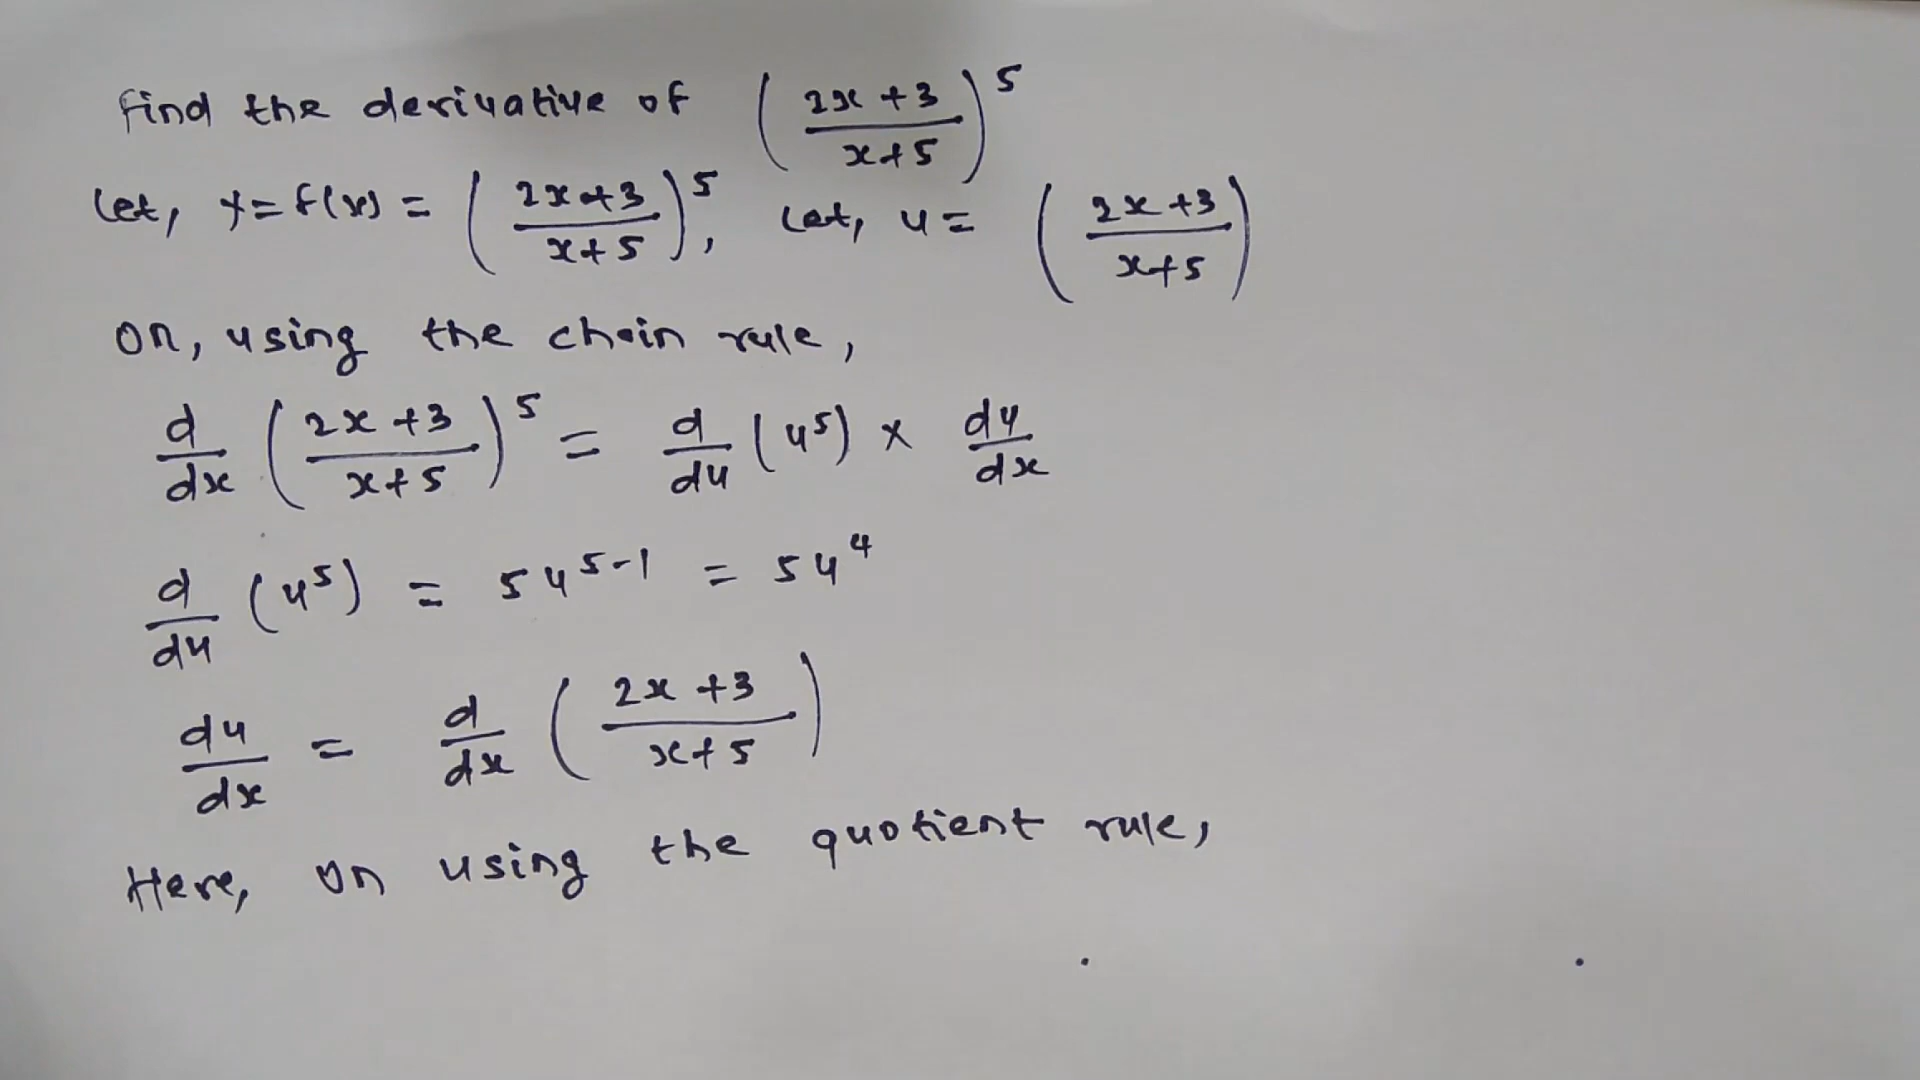 Find the derivative of ( (2x+3)/(x+5) )^5
Let, y = f(x) = ( (2x+3)/(x+5) )^5, Let, u = ( (2x+3)/(x+5) )
On, using the chain rule,
d/dx ( (2x+3)/(x+5) )^5 = d/du (u^5) × du/dx
d/du (u^5) = 5u^(5-1) = 5u^4
du/dx = d/dx ( (2x+3)/(x+5) )
Here, on using the quotient rule,